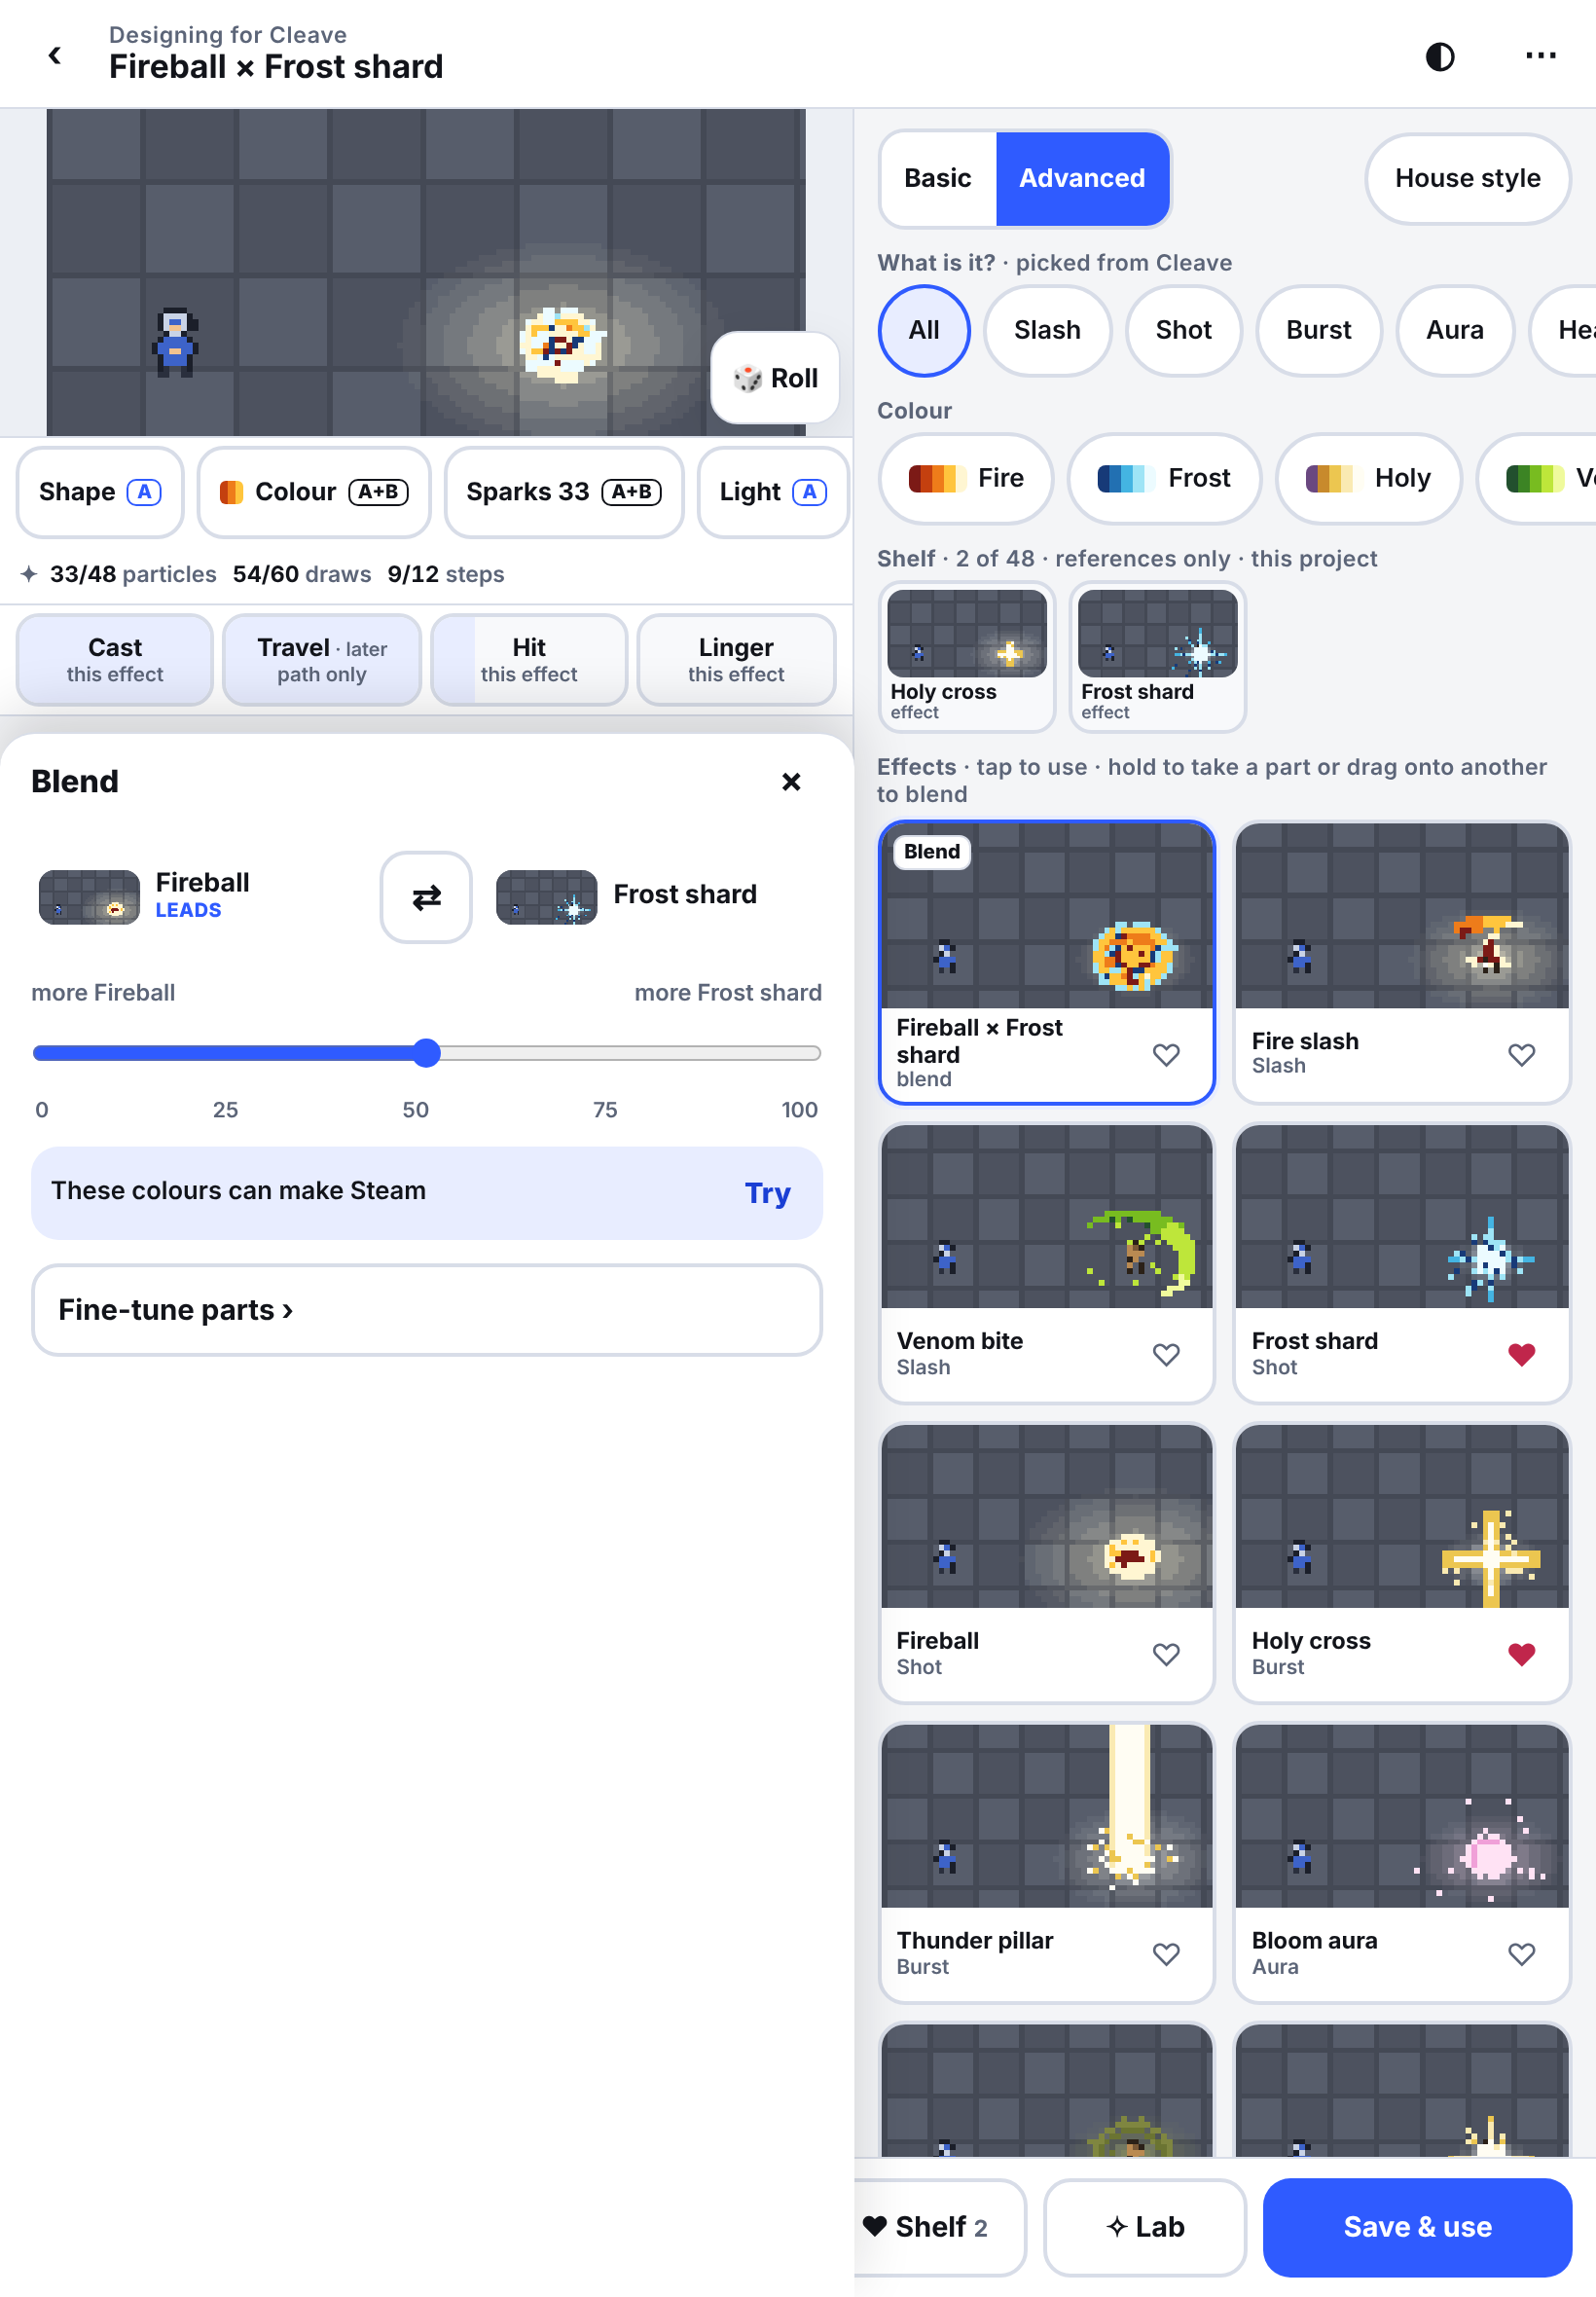 Designing for Cleave
Fireball × Frost shard
Roll
Shape A
Colour A+B
Sparks 33 A+B
Light A
33/48 particles 54/60 draws 9/12 steps
Cast
this effect
Travel · later
path only
Hit
this effect
Linger
this effect
Blend
Fireball
LEADS
Frost shard
more Fireball
more Frost shard
0 25 50 75 100
These colours can make Steam
Try
Fine-tune parts ›
Basic
Advanced
House style
What is it? · picked from Cleave
All
Slash
Shot
Burst
Aura
Hea
Colour
Fire
Frost
Holy
Ve
Shelf · 2 of 48 · references only · this project
Holy cross
effect
Frost shard
effect
Effects · tap to use · hold to take a part or drag onto another
to blend
Blend
Fireball × Frost
shard
blend
Fire slash
Slash
Venom bite
Slash
Frost shard
Shot
Fireball
Shot
Holy cross
Burst
Thunder pillar
Burst
Bloom aura
Aura
Shelf 2
Lab
Save & use